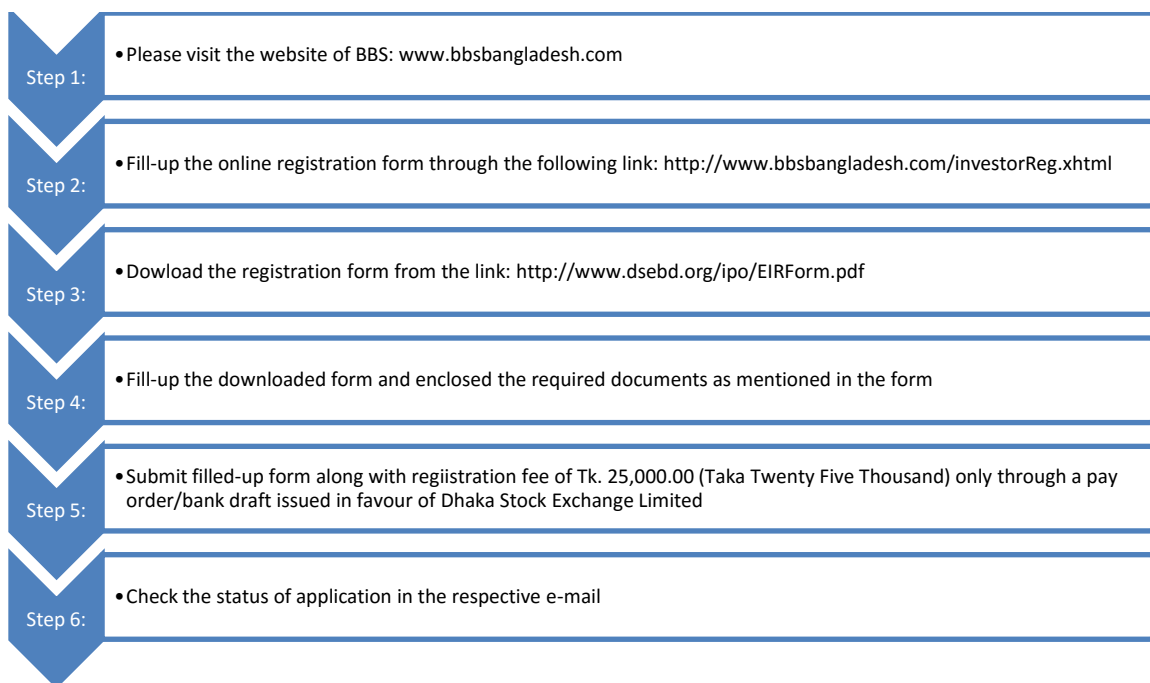 Step 1:
•Please visit the website of BBS: www.bbsbangladesh.com
Step 2:
•Fill-up the online registration form through the following link: http://www.bbsbangladesh.com/investorReg.xhtml
Step 3:
•Dowload the registration form from the link: http://www.dsebd.org/ipo/EIRForm.pdf
Step 4:
•Fill-up the downloaded form and enclosed the required documents as mentioned in the form
Step 5:
•Submit filled-up form along with regiistration fee of Tk. 25,000.00 (Taka Twenty Five Thousand) only through a pay
order/bank draft issued in favour of Dhaka Stock Exchange Limited
Step 6:
•Check the status of application in the respective e-mail